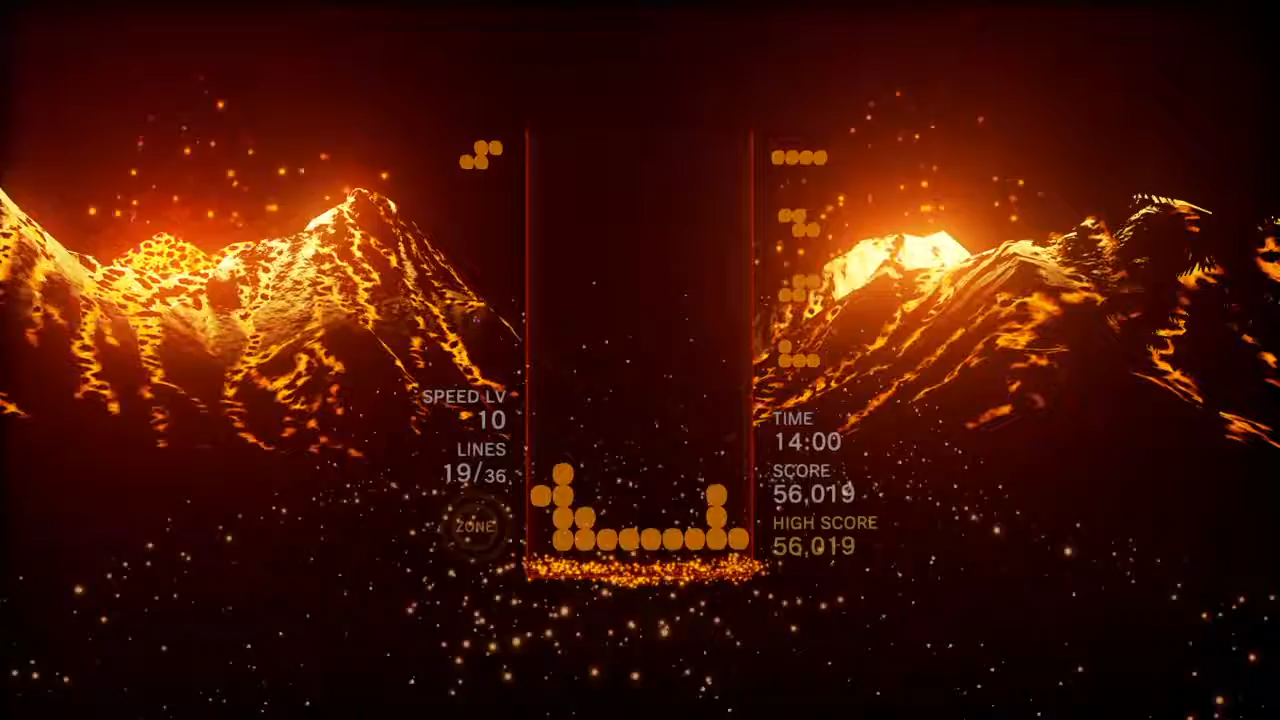 SPEED LV
10
LINES
19/36
ZONE
TIME
14:00
SCORE
56,019
HIGH SCORE
56,019